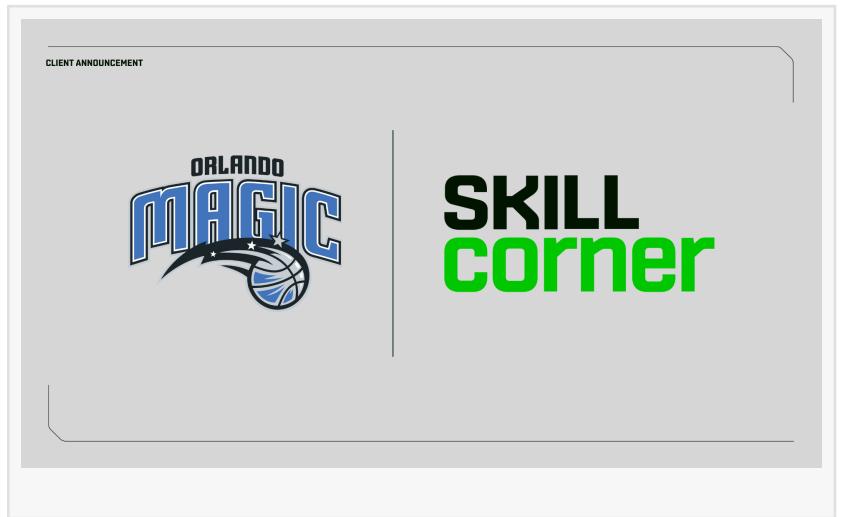 CLIENT ANNOUNCEMENT
ORLANDO
MAGIC
SKILL
corner